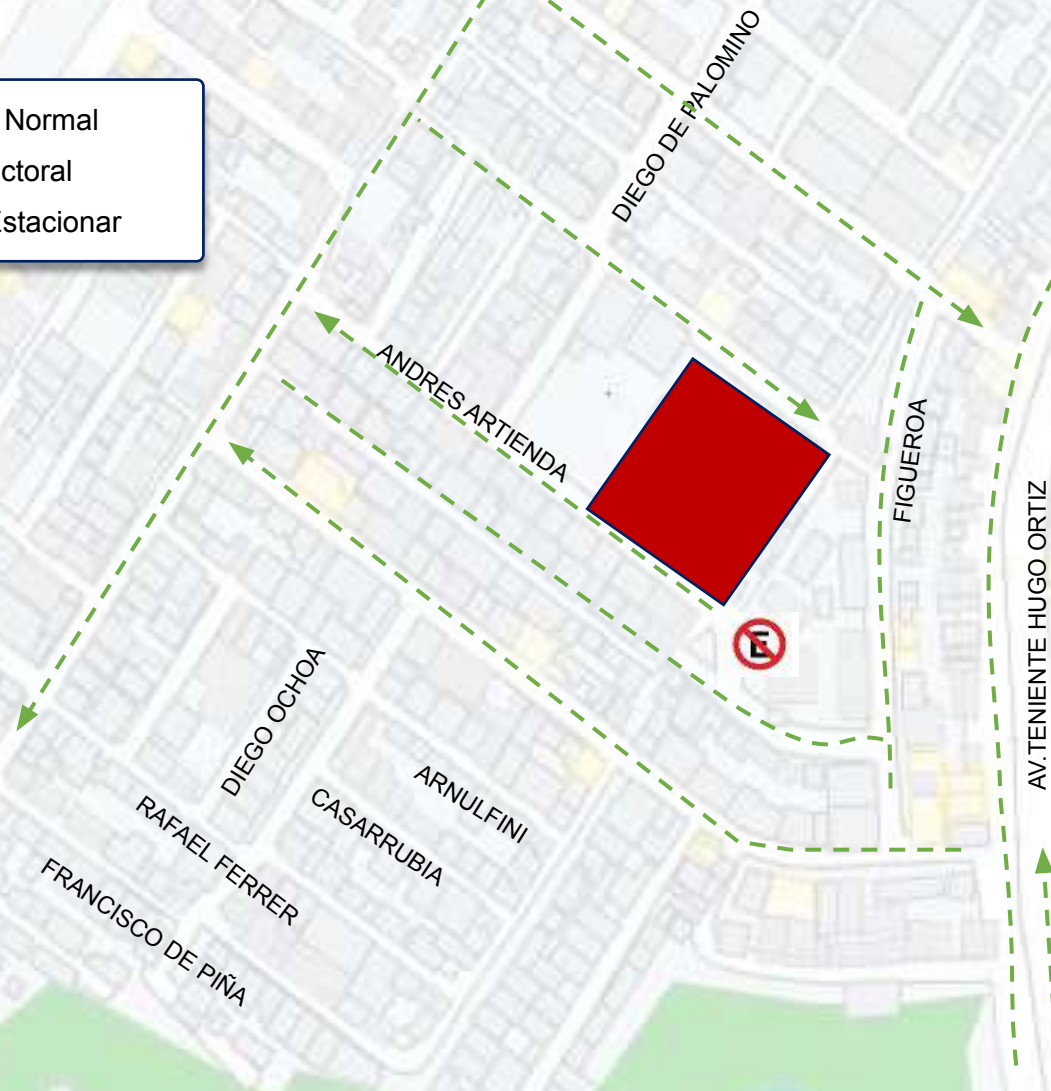 Normal
ctoral
Estacionar
DIEGO DE PALOMINO
ANDRES ARTIENDA
FIGUEROA
AV.TENIENTE HUGO ORTIZ
E
DIEGO OCHOA
ARNULFINI
CASARRUBIA
RAFAEL FERRER
FRANCISCO DE PIÑA